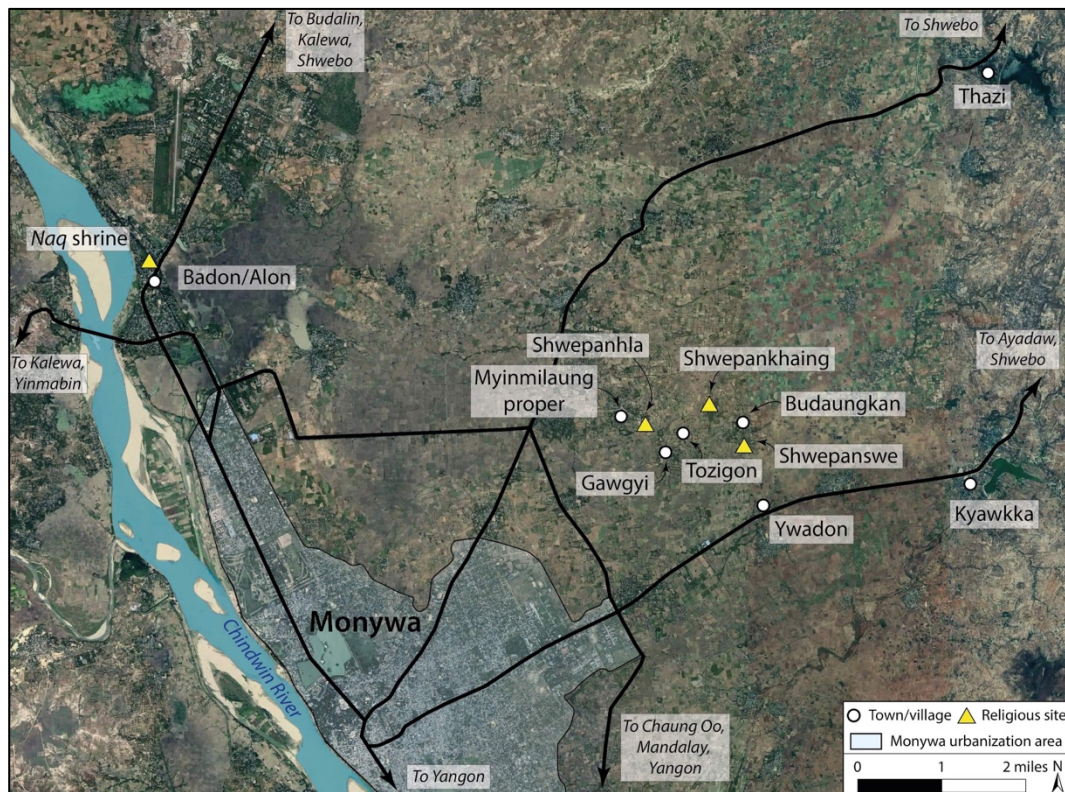 To Budalin,
Kalewa,
Shwebo
To Shwebo
Thazi
Naq shrine
Badon/Alon
To Kalewa,
Yinmabin
To Ayadaw,
Shwebo
Shwepanhla
Shwepankhaing
Myinmilaung
proper
Budaungkan
Gawgyi
Tozigon
Shwepanswe
Ywadon
Kyawkka
Monywa
Chindwin River
To Chaung Oo,
Mandalay,
Yangon
To Yangon
Town/village
Religious site
Monywa urbanization area
0 1 2 miles
N